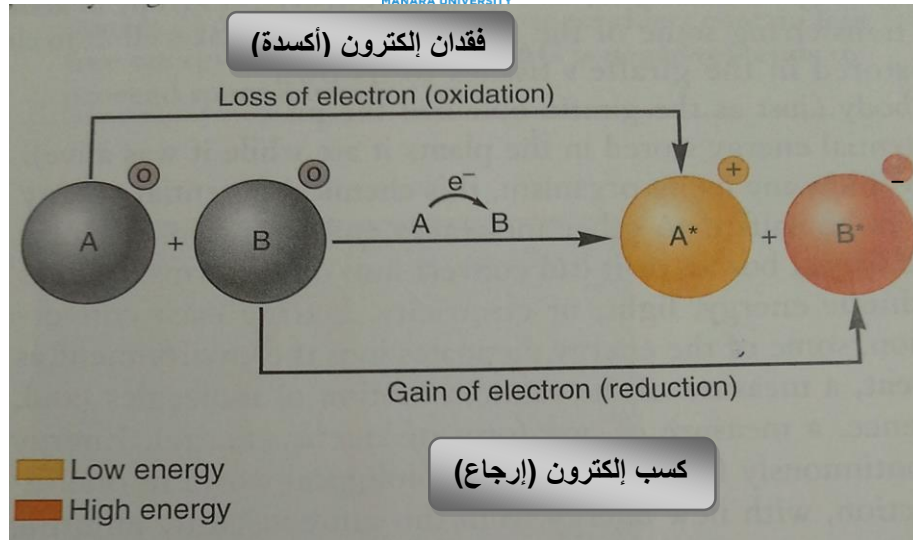 MANARA UNIVERSITY
فقدان إلكترون (أكسدة)
Loss of electron (oxidation)
o
o
e⁻
A B
A + B
+
−
A* + B*
Gain of electron (reduction)
كسب إلكترون (إرجاع)
Low energy
High energy